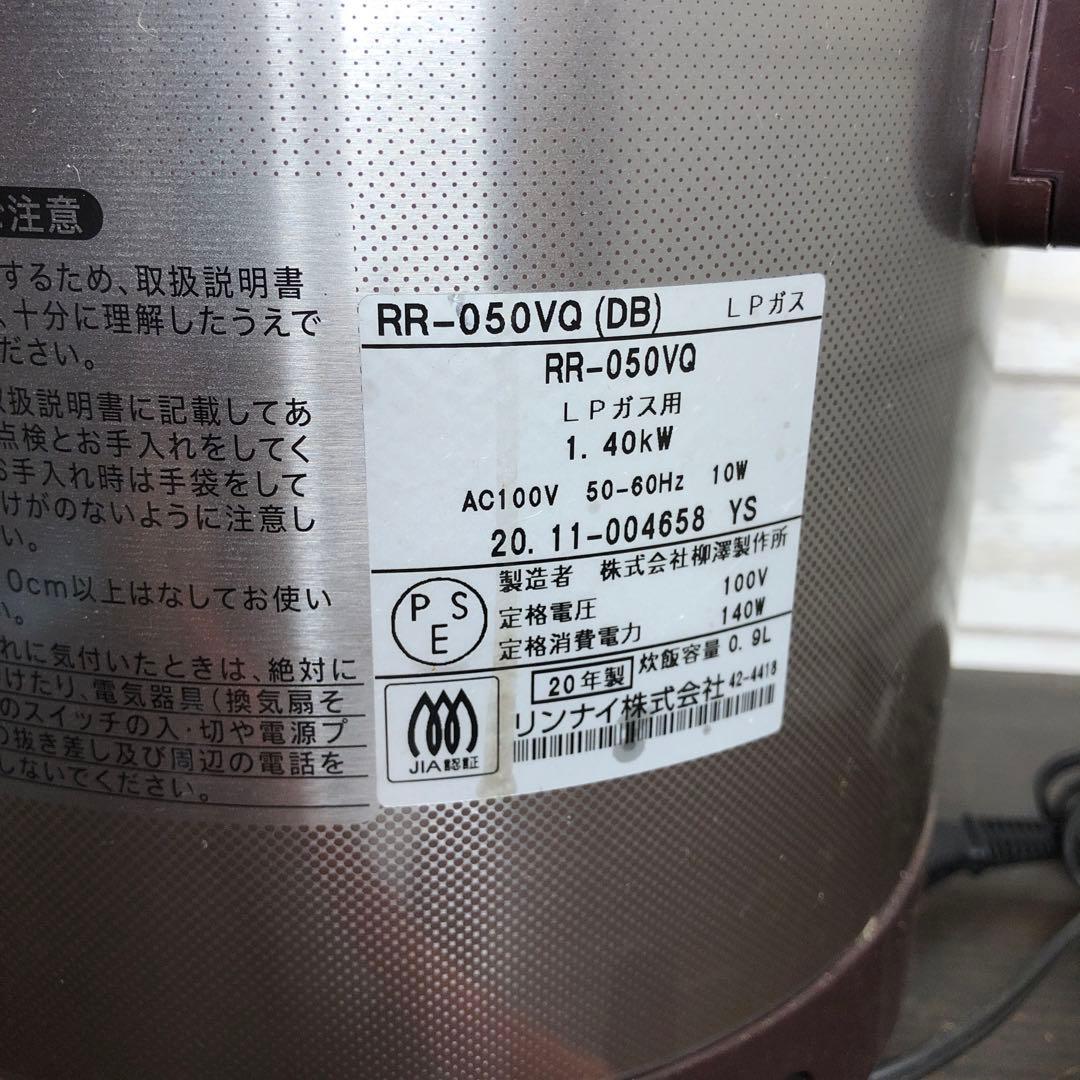 注意
するため、取扱説明書
十分に理解したうえで
ださい。
取扱説明書に記載してあ
点検とお手入れをしてく
お手入れ時は手袋をして
けがのないように注意し
い。
0cm以上はなしてお使い
い。
れに気付いたときは、絶対に
けたり、電気器具(換気扇そ
のスイッチの入・切や電源プ
の抜き差し及び周辺の電話を
しないでください。
RR-050VQ(DB) LPガス
RR-050VQ
LPガス用
1.40kW
AC100V 50-60Hz 10W
20.11-004658 YS
製造者 株式会社柳澤製作所
PSE
定格電圧 100V
定格消費電力 140W
20年製 炊飯容量 0.9L
リンナイ株式会社 42-4418
JIA認証